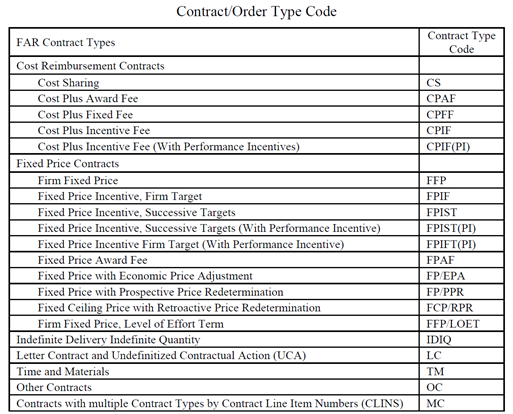 Contract/Order Type Code
FAR Contract Types Contract Type Code
Cost Reimbursement Contracts
Cost Sharing CS
Cost Plus Award Fee CPAF
Cost Plus Fixed Fee CPFF
Cost Plus Incentive Fee CPIF
Cost Plus Incentive Fee (With Performance Incentives) CPIF(PI)
Fixed Price Contracts
Firm Fixed Price FFP
Fixed Price Incentive, Firm Target FPIF
Fixed Price Incentive, Successive Targets FPIST
Fixed Price Incentive, Successive Targets (With Performance Incentive) FPIST(PI)
Fixed Price Incentive Firm Target (With Performance Incentive) FPIFT(PI)
Fixed Price Award Fee FPAF
Fixed Price with Economic Price Adjustment FP/EPA
Fixed Price with Prospective Price Redetermination FP/PPR
Fixed Ceiling Price with Retroactive Price Redetermination FCP/RPR
Firm Fixed Price, Level of Effort Term FFP/LOET
Indefinite Delivery Indefinite Quantity IDIQ
Letter Contract and Undefinitized Contractual Action (UCA) LC
Time and Materials TM
Other Contracts OC
Contracts with multiple Contract Types by Contract Line Item Numbers (CLINS) MC